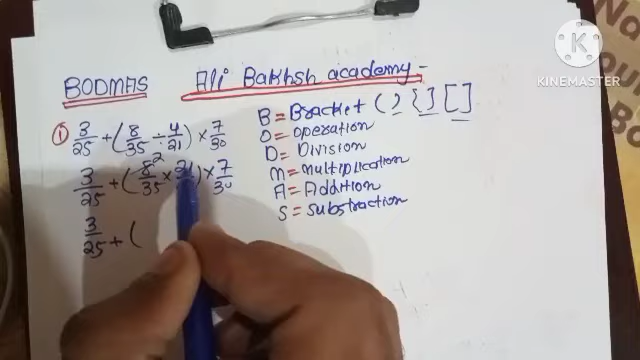 K
KINEMASTER
BODMAS
Ali Bakhsh academy-
B = Bracket ( ) { } [ ]
O = operation
D = Division
M = multiplication
A = Addition
S = Substraction
① 3/25 + (8/35 ÷ 4/21) × 7/30
3/25 + (8²/35 × 21/) × 7/30
3/25 + (